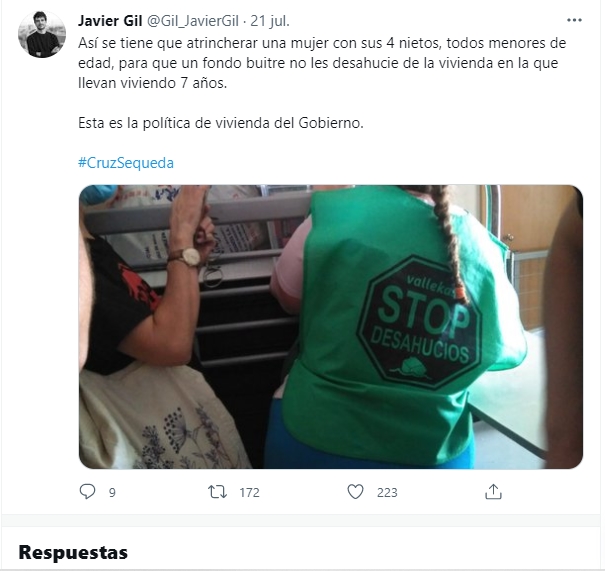 Javier Gil @Gil_JavierGil · 21 jul.
Así se tiene que atrincherar una mujer con sus 4 nietos, todos menores de
edad, para que un fondo buitre no les desahucie de la vivienda en la que
llevan viviendo 7 años.
Esta es la política de vivienda del Gobierno.
#CruzSequeda
valleka
STOP
DESAHUCIOS
9
172
223
Respuestas